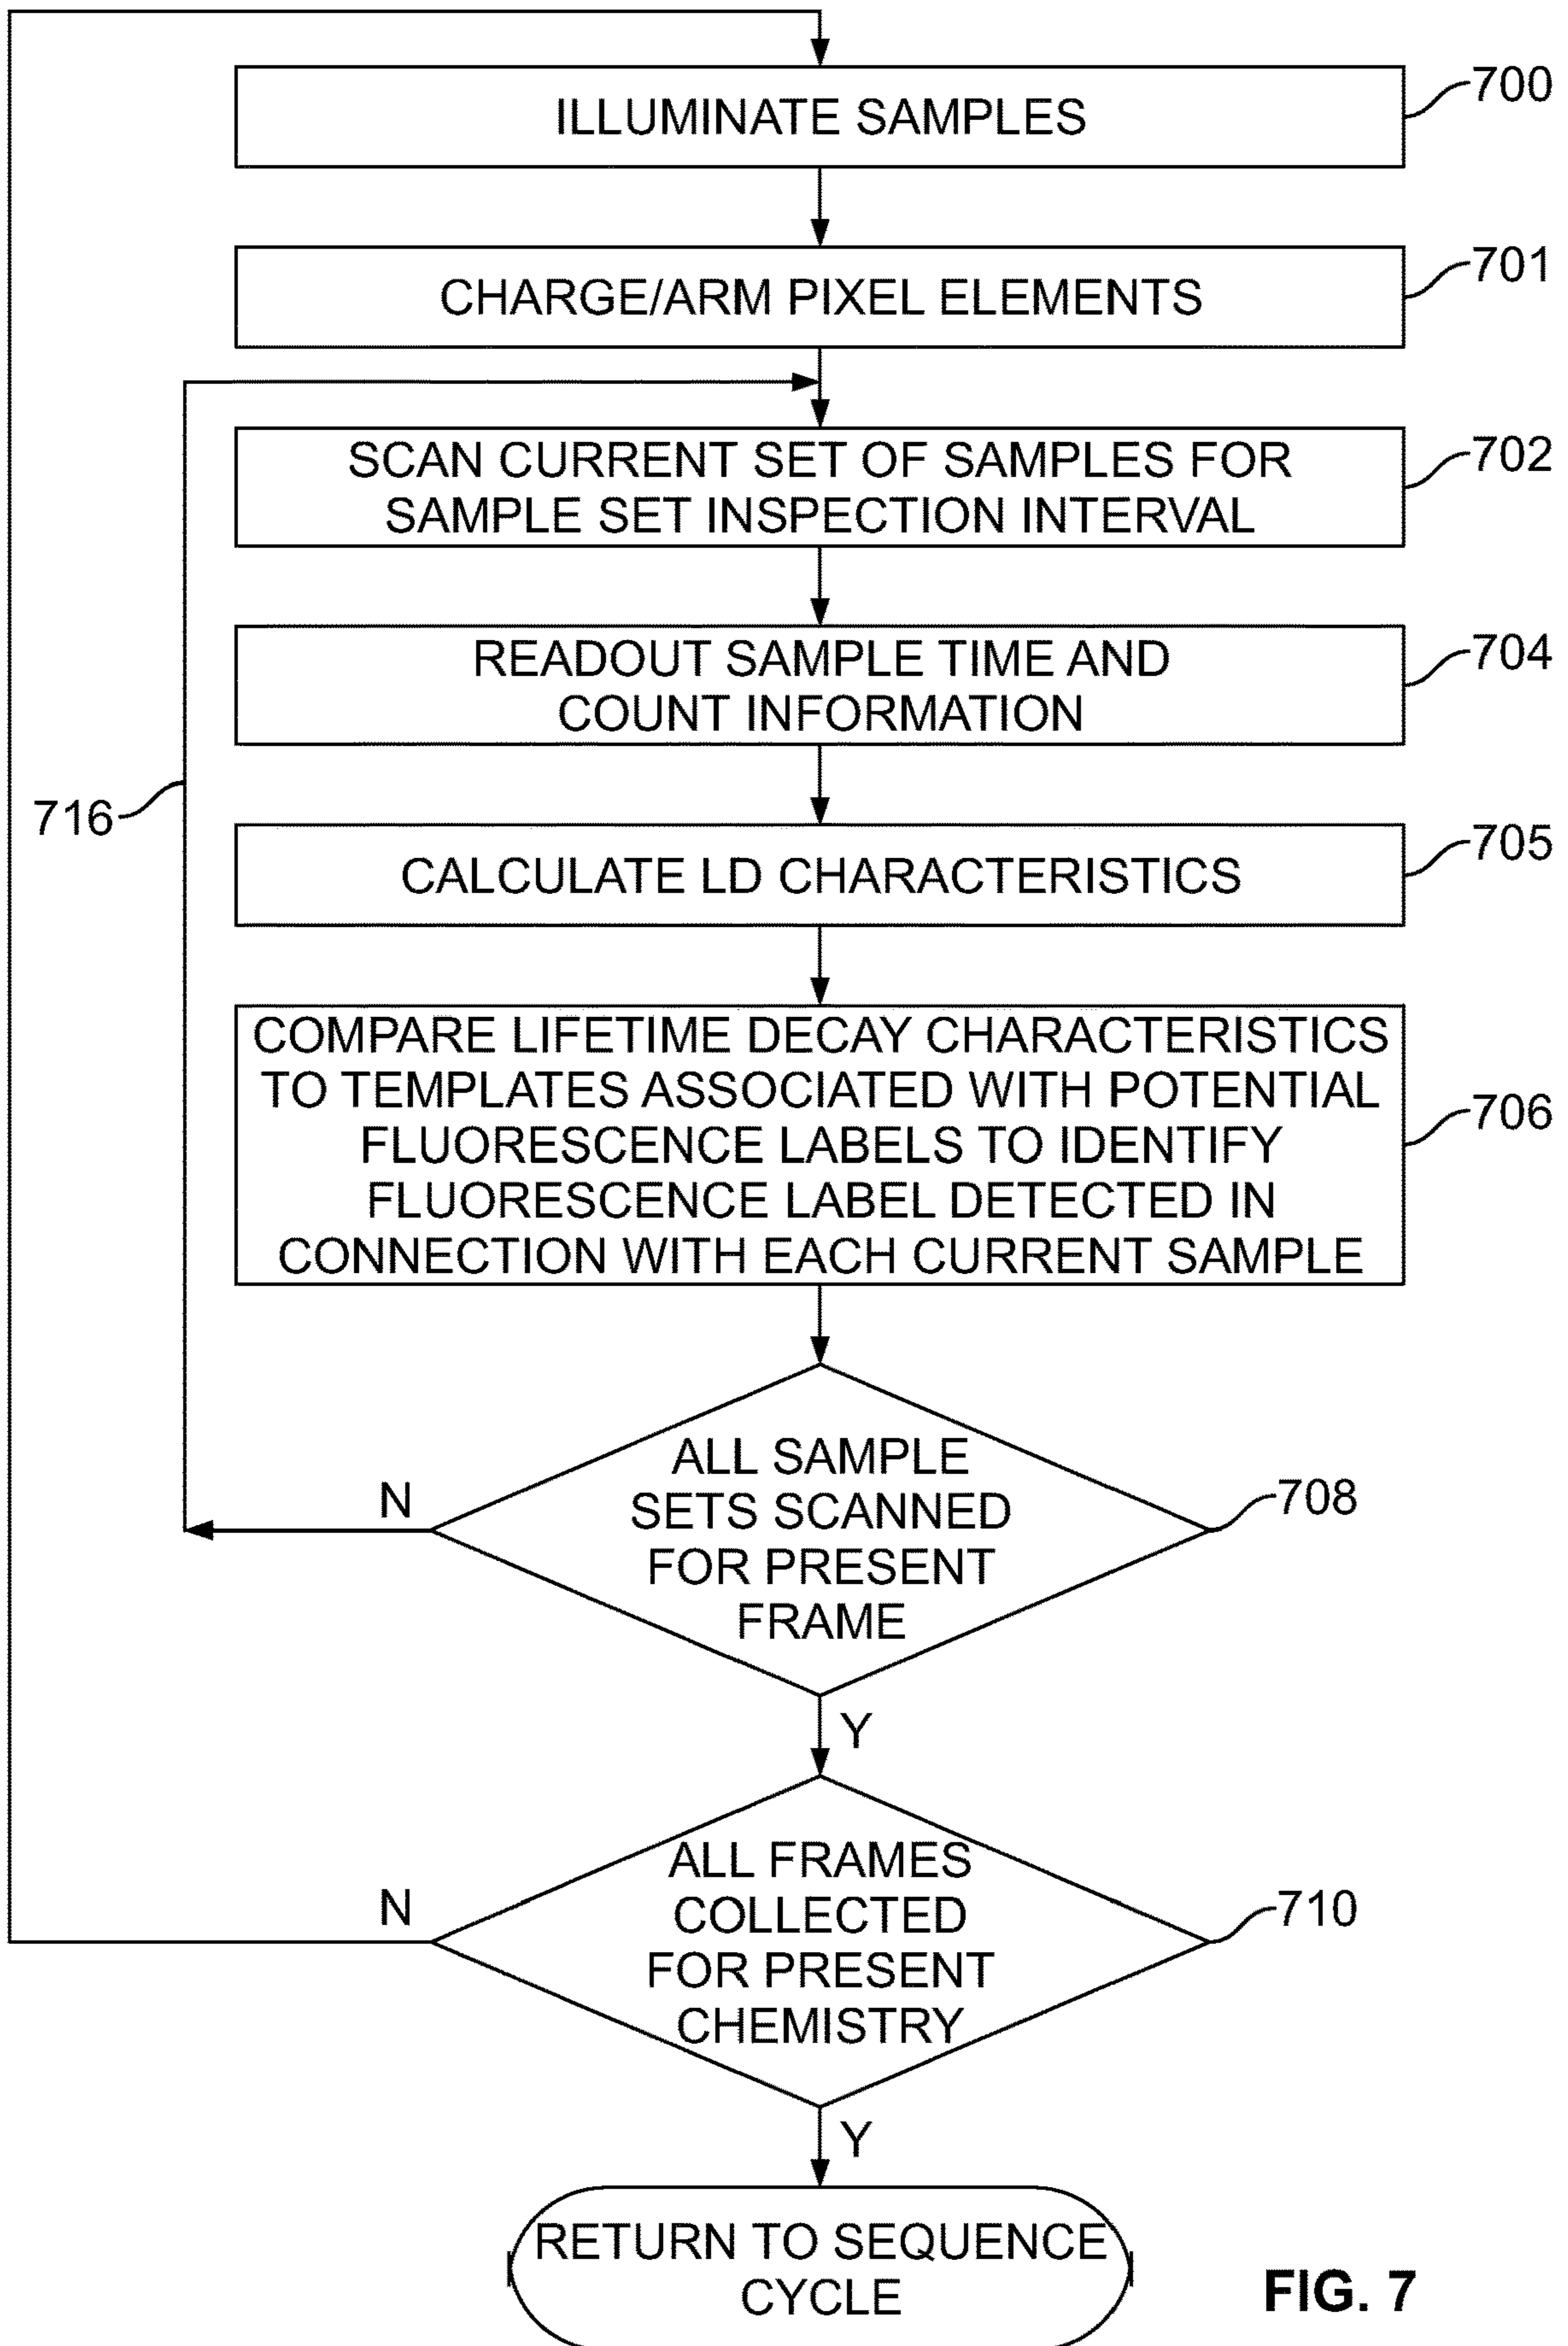 ILLUMINATE SAMPLES
700
CHARGE/ARM PIXEL ELEMENTS
701
SCAN CURRENT SET OF SAMPLES FOR
SAMPLE SET INSPECTION INTERVAL
702
READOUT SAMPLE TIME AND
COUNT INFORMATION
704
716
CALCULATE LD CHARACTERISTICS
705
COMPARE LIFETIME DECAY CHARACTERISTICS
TO TEMPLATES ASSOCIATED WITH POTENTIAL
FLUORESCENCE LABELS TO IDENTIFY
FLUORESCENCE LABEL DETECTED IN
CONNECTION WITH EACH CURRENT SAMPLE
706
ALL SAMPLE
SETS SCANNED
FOR PRESENT
FRAME
N
708
Y
ALL FRAMES
COLLECTED
FOR PRESENT
CHEMISTRY
N
710
Y
RETURN TO SEQUENCE
CYCLE
FIG. 7